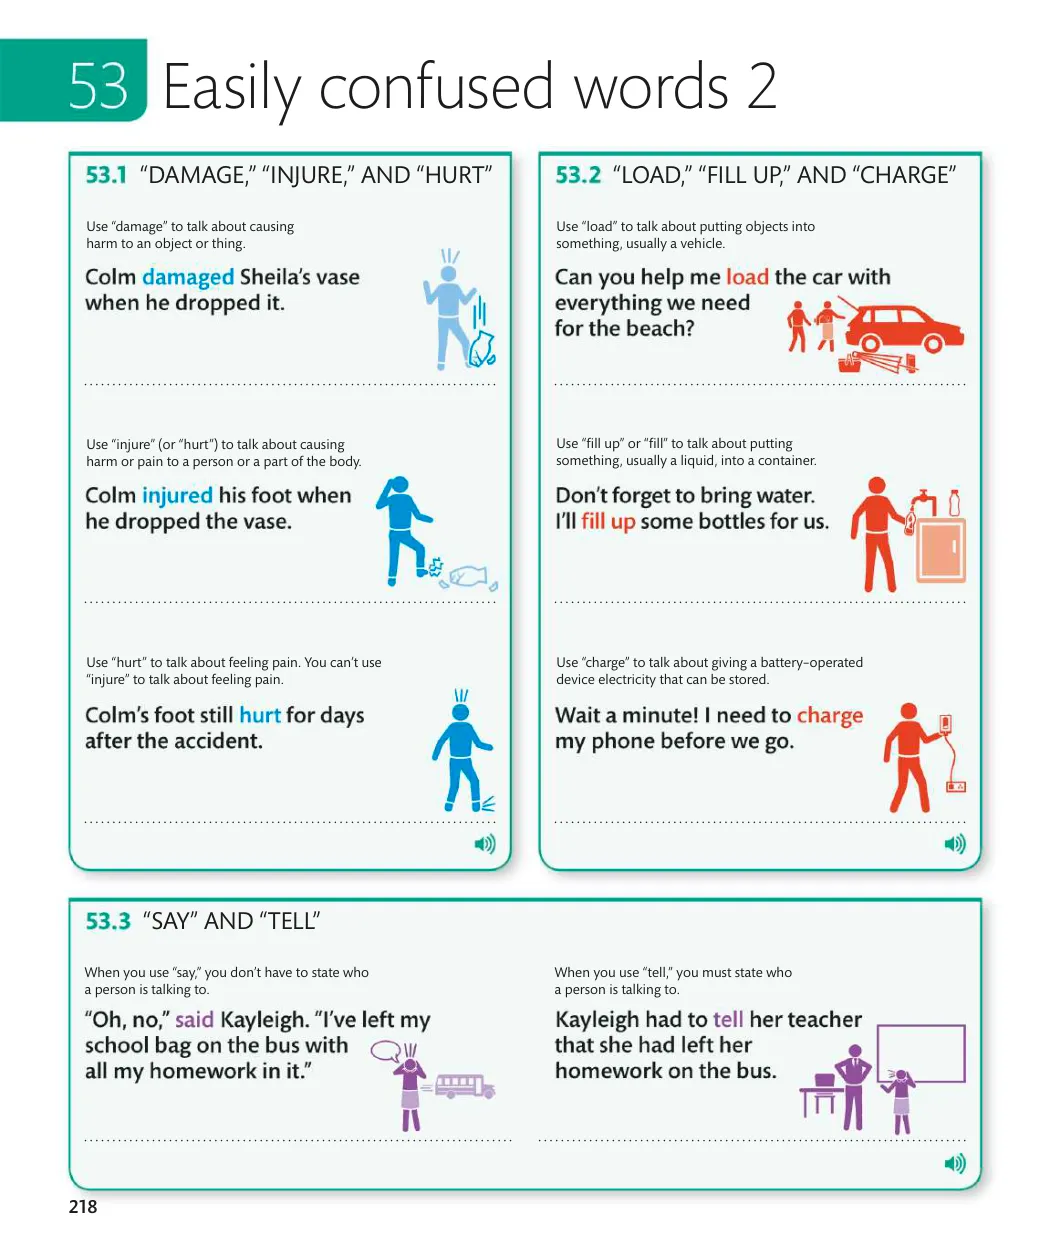 53 Easily confused words 2
53.1 “DAMAGE,” “INJURE,” AND “HURT”
Use “damage” to talk about causing
harm to an object or thing.
Colm damaged Sheila’s vase
when he dropped it.
Use “injure” (or “hurt”) to talk about causing
harm or pain to a person or a part of the body.
Colm injured his foot when
he dropped the vase.
Use “hurt” to talk about feeling pain. You can’t use
“injure” to talk about feeling pain.
Colm’s foot still hurt for days
after the accident.
53.2 “LOAD,” “FILL UP,” AND “CHARGE”
Use “load” to talk about putting objects into
something, usually a vehicle.
Can you help me load the car with
everything we need
for the beach?
Use “fill up” or “fill” to talk about putting
something, usually a liquid, into a container.
Don’t forget to bring water.
I’ll fill up some bottles for us.
Use “charge” to talk about giving a battery-operated
device electricity that can be stored.
Wait a minute! I need to charge
my phone before we go.
53.3 “SAY” AND “TELL”
When you use “say,” you don’t have to state who
a person is talking to.
“Oh, no,” said Kayleigh. “I’ve left my
school bag on the bus with
all my homework in it.”
When you use “tell,” you must state who
a person is talking to.
Kayleigh had to tell her teacher
that she had left her
homework on the bus.
218